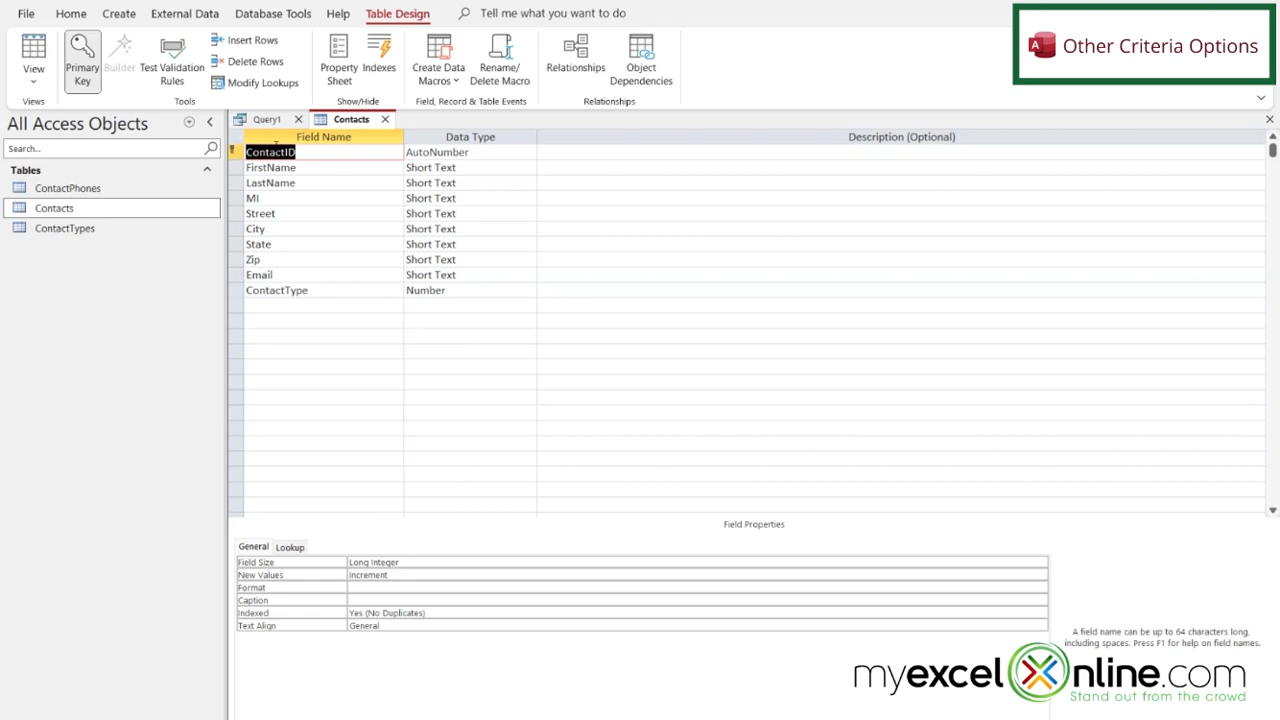 File Home Create External Data Database Tools Help Table Design Tell me what you want to do
Other Criteria Options
View
Primary Key
Builder
Test Validation Rules
Insert Rows
Delete Rows
Modify Lookups
Property Sheet
Indexes
Create Data Macros
Rename/ Delete Macro
Relationships
Object Dependencies
Views Tools Show/Hide Field, Record & Table Events Relationships
All Access Objects
Search...
Tables
ContactPhones
Contacts
ContactTypes
Query1 Contacts
Field Name Data Type Description (Optional)
ContactID AutoNumber
FirstName Short Text
LastName Short Text
MI Short Text
Street Short Text
City Short Text
State Short Text
Zip Short Text
Email Short Text
ContactType Number
Field Properties
General Lookup
Field Size Long Integer
New Values Increment
Format
Caption
Indexed Yes (No Duplicates)
Text Align General
A field name can be up to 64 characters long,
including spaces. Press F1 for help on field names.
myexcelonline.com
Stand out from the crowd